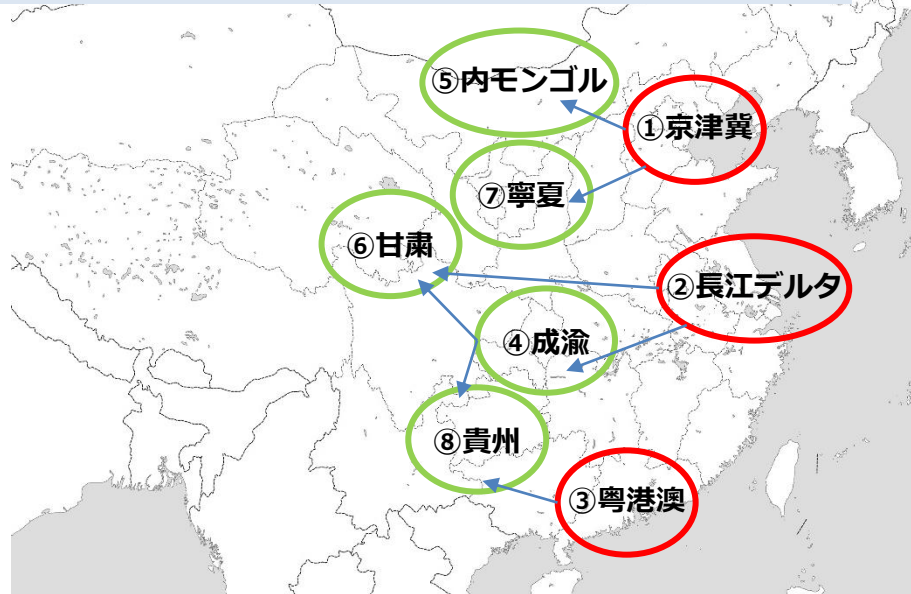 ⑤内モンゴル
①京津冀
⑦寧夏
⑥甘粛
②長江デルタ
④成渝
⑧貴州
③粤港澳